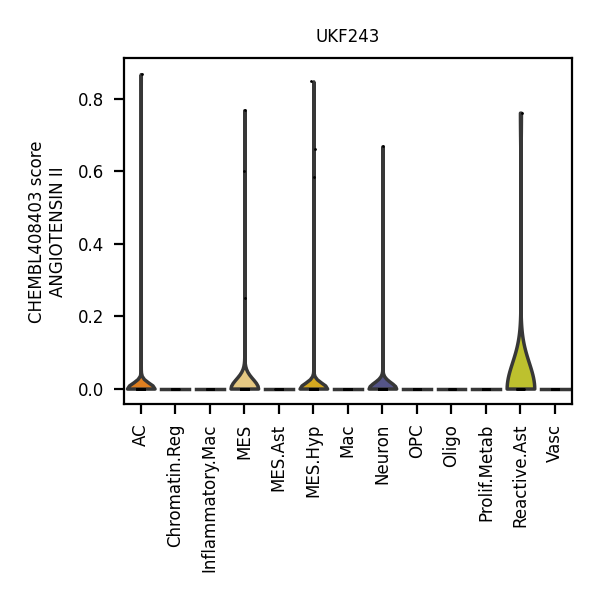 UKF243
CHEMBL408403 score
ANGIOTENSIN II
0.8
0.6
0.4
0.2
0.0
AC
Chromatin.Reg
Inflammatory.Mac
MES
MES.Ast
MES.Hyp
Mac
Neuron
OPC
Oligo
Prolif.Metab
Reactive.Ast
Vasc